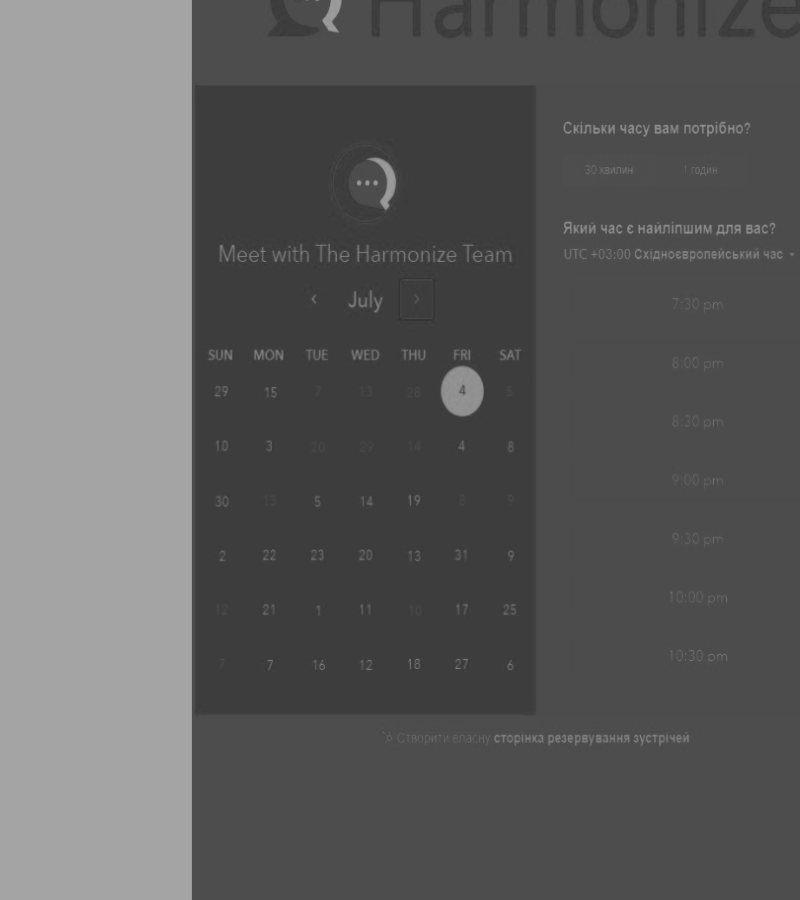 Harmonize
Meet with The Harmonize Team
July
SUN MON TUE WED THU FRI SAT
29 15 7 13 26 4 5
10 3 20 29 14 4 8
30 13 5 14 19 8 9
2 22 23 20 13 31 9
12 21 1 11 10 17 25
7 7 16 12 18 27 6
Скільки часу вам потрібно?
30 хвилин 1 годин
Який час є найліпшим для вас?
UTC +03:00 Східноєвропейський час
7:30 pm
8:00 pm
8:30 pm
9:00 pm
9:30 pm
10:00 pm
10:30 pm
Створити власну сторінка резервування зустрічей